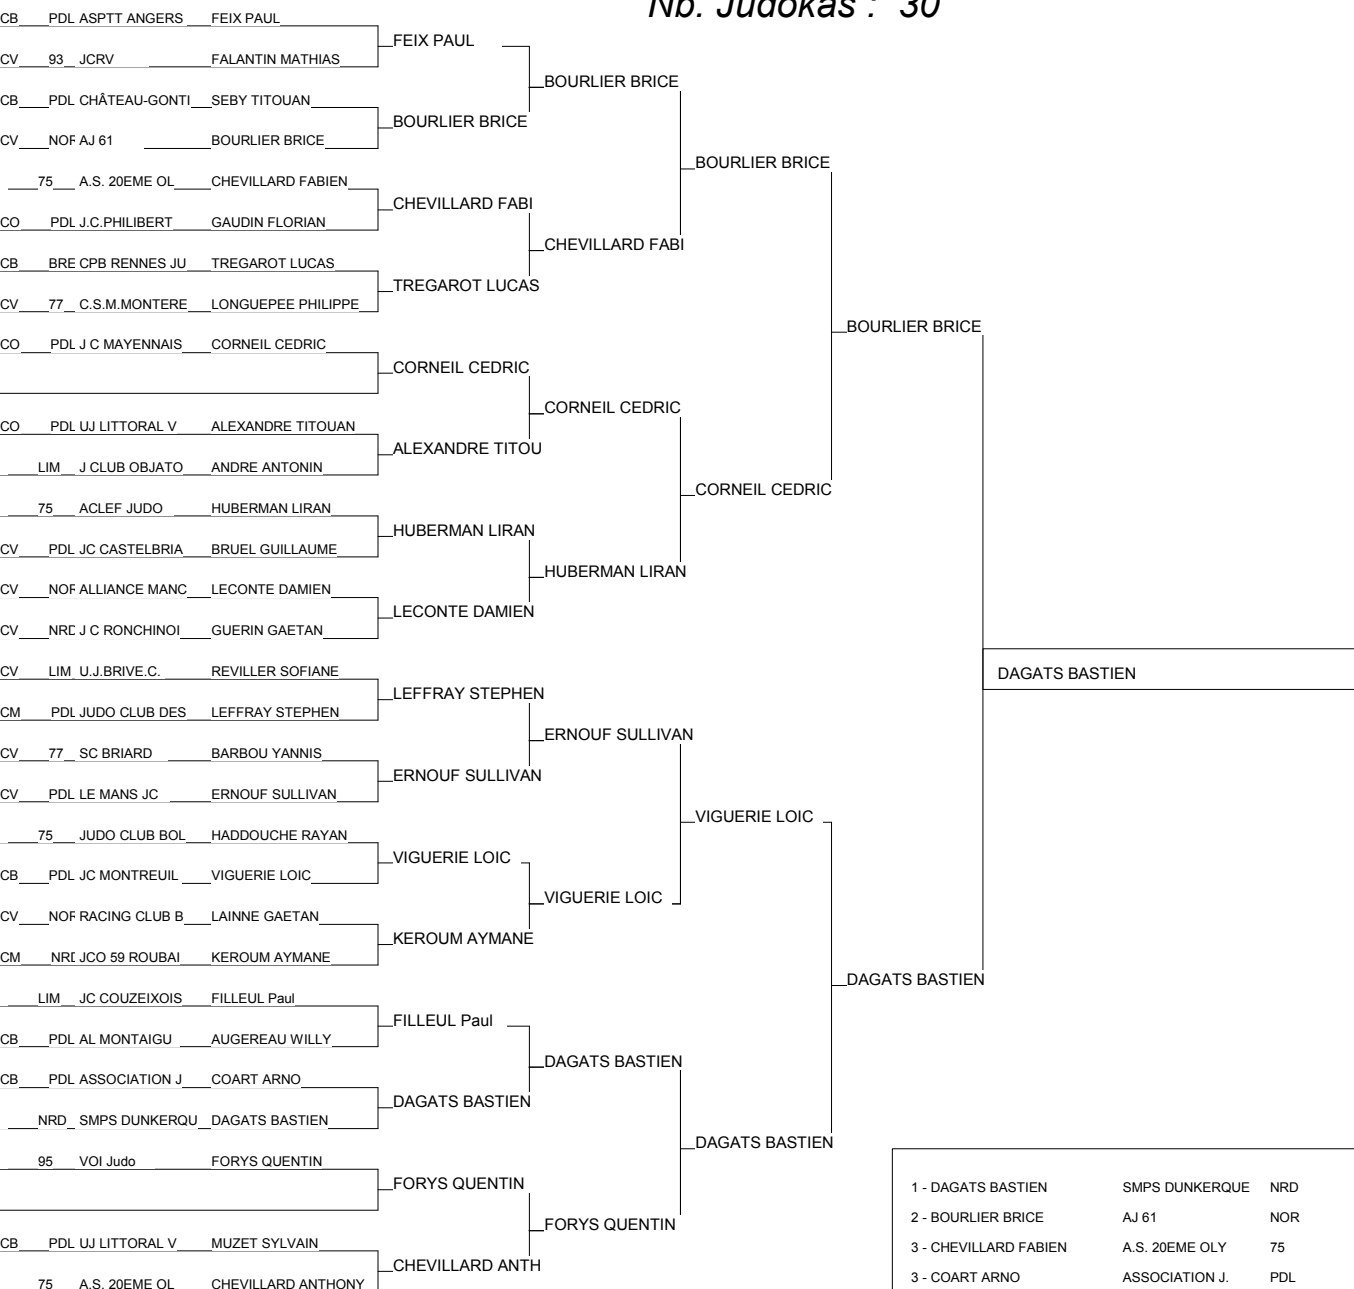 Nb. Judokas : 30
CB PDL ASPTT ANGERS FEIX PAUL
FEIX PAUL
CV 93 JCRV FALANTIN MATHIAS
BOURLIER BRICE
CB PDL CHÂTEAU-GONTI SEBY TITOUAN
BOURLIER BRICE
CV NOR AJ 61 BOURLIER BRICE
BOURLIER BRICE
75 A.S. 20EME OL CHEVILLARD FABIEN
CHEVILLARD FABI
CO PDL J.C.PHILIBERT GAUDIN FLORIAN
CHEVILLARD FABI
CB BRE CPB RENNES JU TREGAROT LUCAS
TREGAROT LUCAS
CV 77 C.S.M.MONTERE LONGUEPEE PHILIPPE
BOURLIER BRICE
CO PDL J C MAYENNAIS CORNEIL CEDRIC
CORNEIL CEDRIC
CORNEIL CEDRIC
CO PDL UJ LITTORAL V ALEXANDRE TITOUAN
ALEXANDRE TITOU
LIM J CLUB OBJATO ANDRE ANTONIN
CORNEIL CEDRIC
75 ACLEF JUDO HUBERMAN LIRAN
HUBERMAN LIRAN
CV PDL JC CASTELBRIA BRUEL GUILLAUME
HUBERMAN LIRAN
CV NOR ALLIANCE MANC LECONTE DAMIEN
LECONTE DAMIEN
CV NRD J C RONCHINOI GUERIN GAETAN
CV LIM U.J.BRIVE.C. REVILLER SOFIANE
DAGATS BASTIEN
LEFFRAY STEPHEN
CM PDL JUDO CLUB DES LEFFRAY STEPHEN
ERNOUF SULLIVAN
CV 77 SC BRIARD BARBOU YANNIS
ERNOUF SULLIVAN
CV PDL LE MANS JC ERNOUF SULLIVAN
VIGUERIE LOIC
75 JUDO CLUB BOL HADDOUCHE RAYAN
VIGUERIE LOIC
CB PDL JC MONTREUIL VIGUERIE LOIC
VIGUERIE LOIC
CV NOR RACING CLUB B LAINNE GAETAN
KEROUM AYMANE
CM NRD JCO 59 ROUBAI KEROUM AYMANE
DAGATS BASTIEN
LIM JC COUZEIXOIS FILLEUL Paul
FILLEUL Paul
CB PDL AL MONTAIGU AUGEREAU WILLY
DAGATS BASTIEN
CB PDL ASSOCIATION J COART ARNO
DAGATS BASTIEN
NRD SMPS DUNKERQU DAGATS BASTIEN
DAGATS BASTIEN
95 VOI Judo FORYS QUENTIN
FORYS QUENTIN
FORYS QUENTIN
CB PDL UJ LITTORAL V MUZET SYLVAIN
CHEVILLARD ANTH
75 A.S. 20EME OL CHEVILLARD ANTHONY
1 - DAGATS BASTIEN SMPS DUNKERQUE NRD
2 - BOURLIER BRICE AJ 61 NOR
3 - CHEVILLARD FABIEN A.S. 20EME OLY 75
3 - COART ARNO ASSOCIATION J. PDL